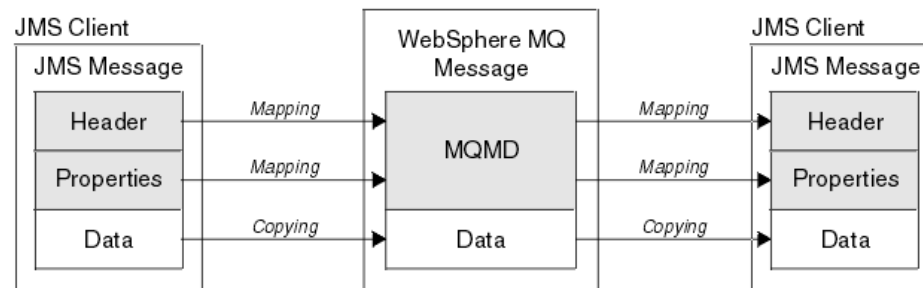 JMS Client
JMS Message
Header
Properties
Data
Mapping
Mapping
Copying
WebSphere MQ
Message
MQMD
Data
Mapping
Mapping
Copying
JMS Client
JMS Message
Header
Properties
Data